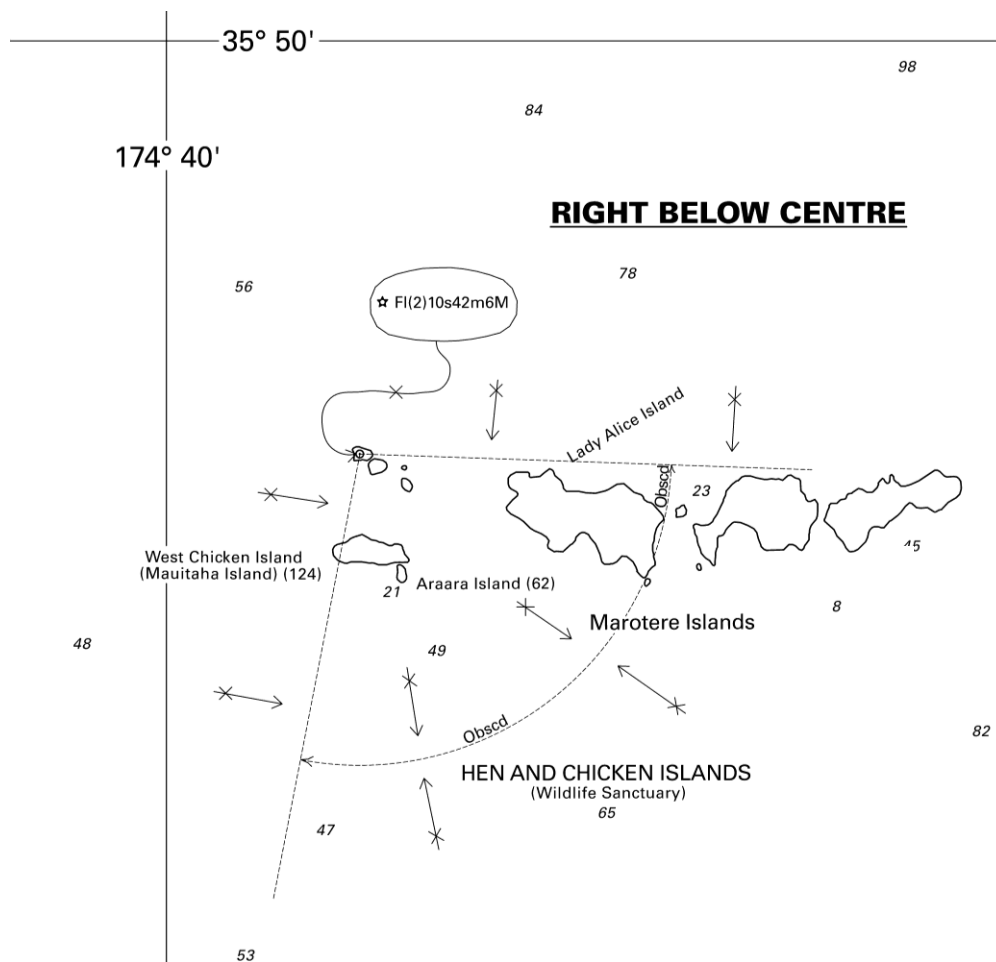 35° 50'
98
84
174° 40'
RIGHT BELOW CENTRE
56
78
Fl(2)10s42m6M
Lady Alice Island
Obscd
23
45
West Chicken Island
(Mauitaha Island) (124)
21
Araara Island (62)
8
Marotere Islands
48
49
Obscd
82
HEN AND CHICKEN ISLANDS
(Wildlife Sanctuary)
65
47
53